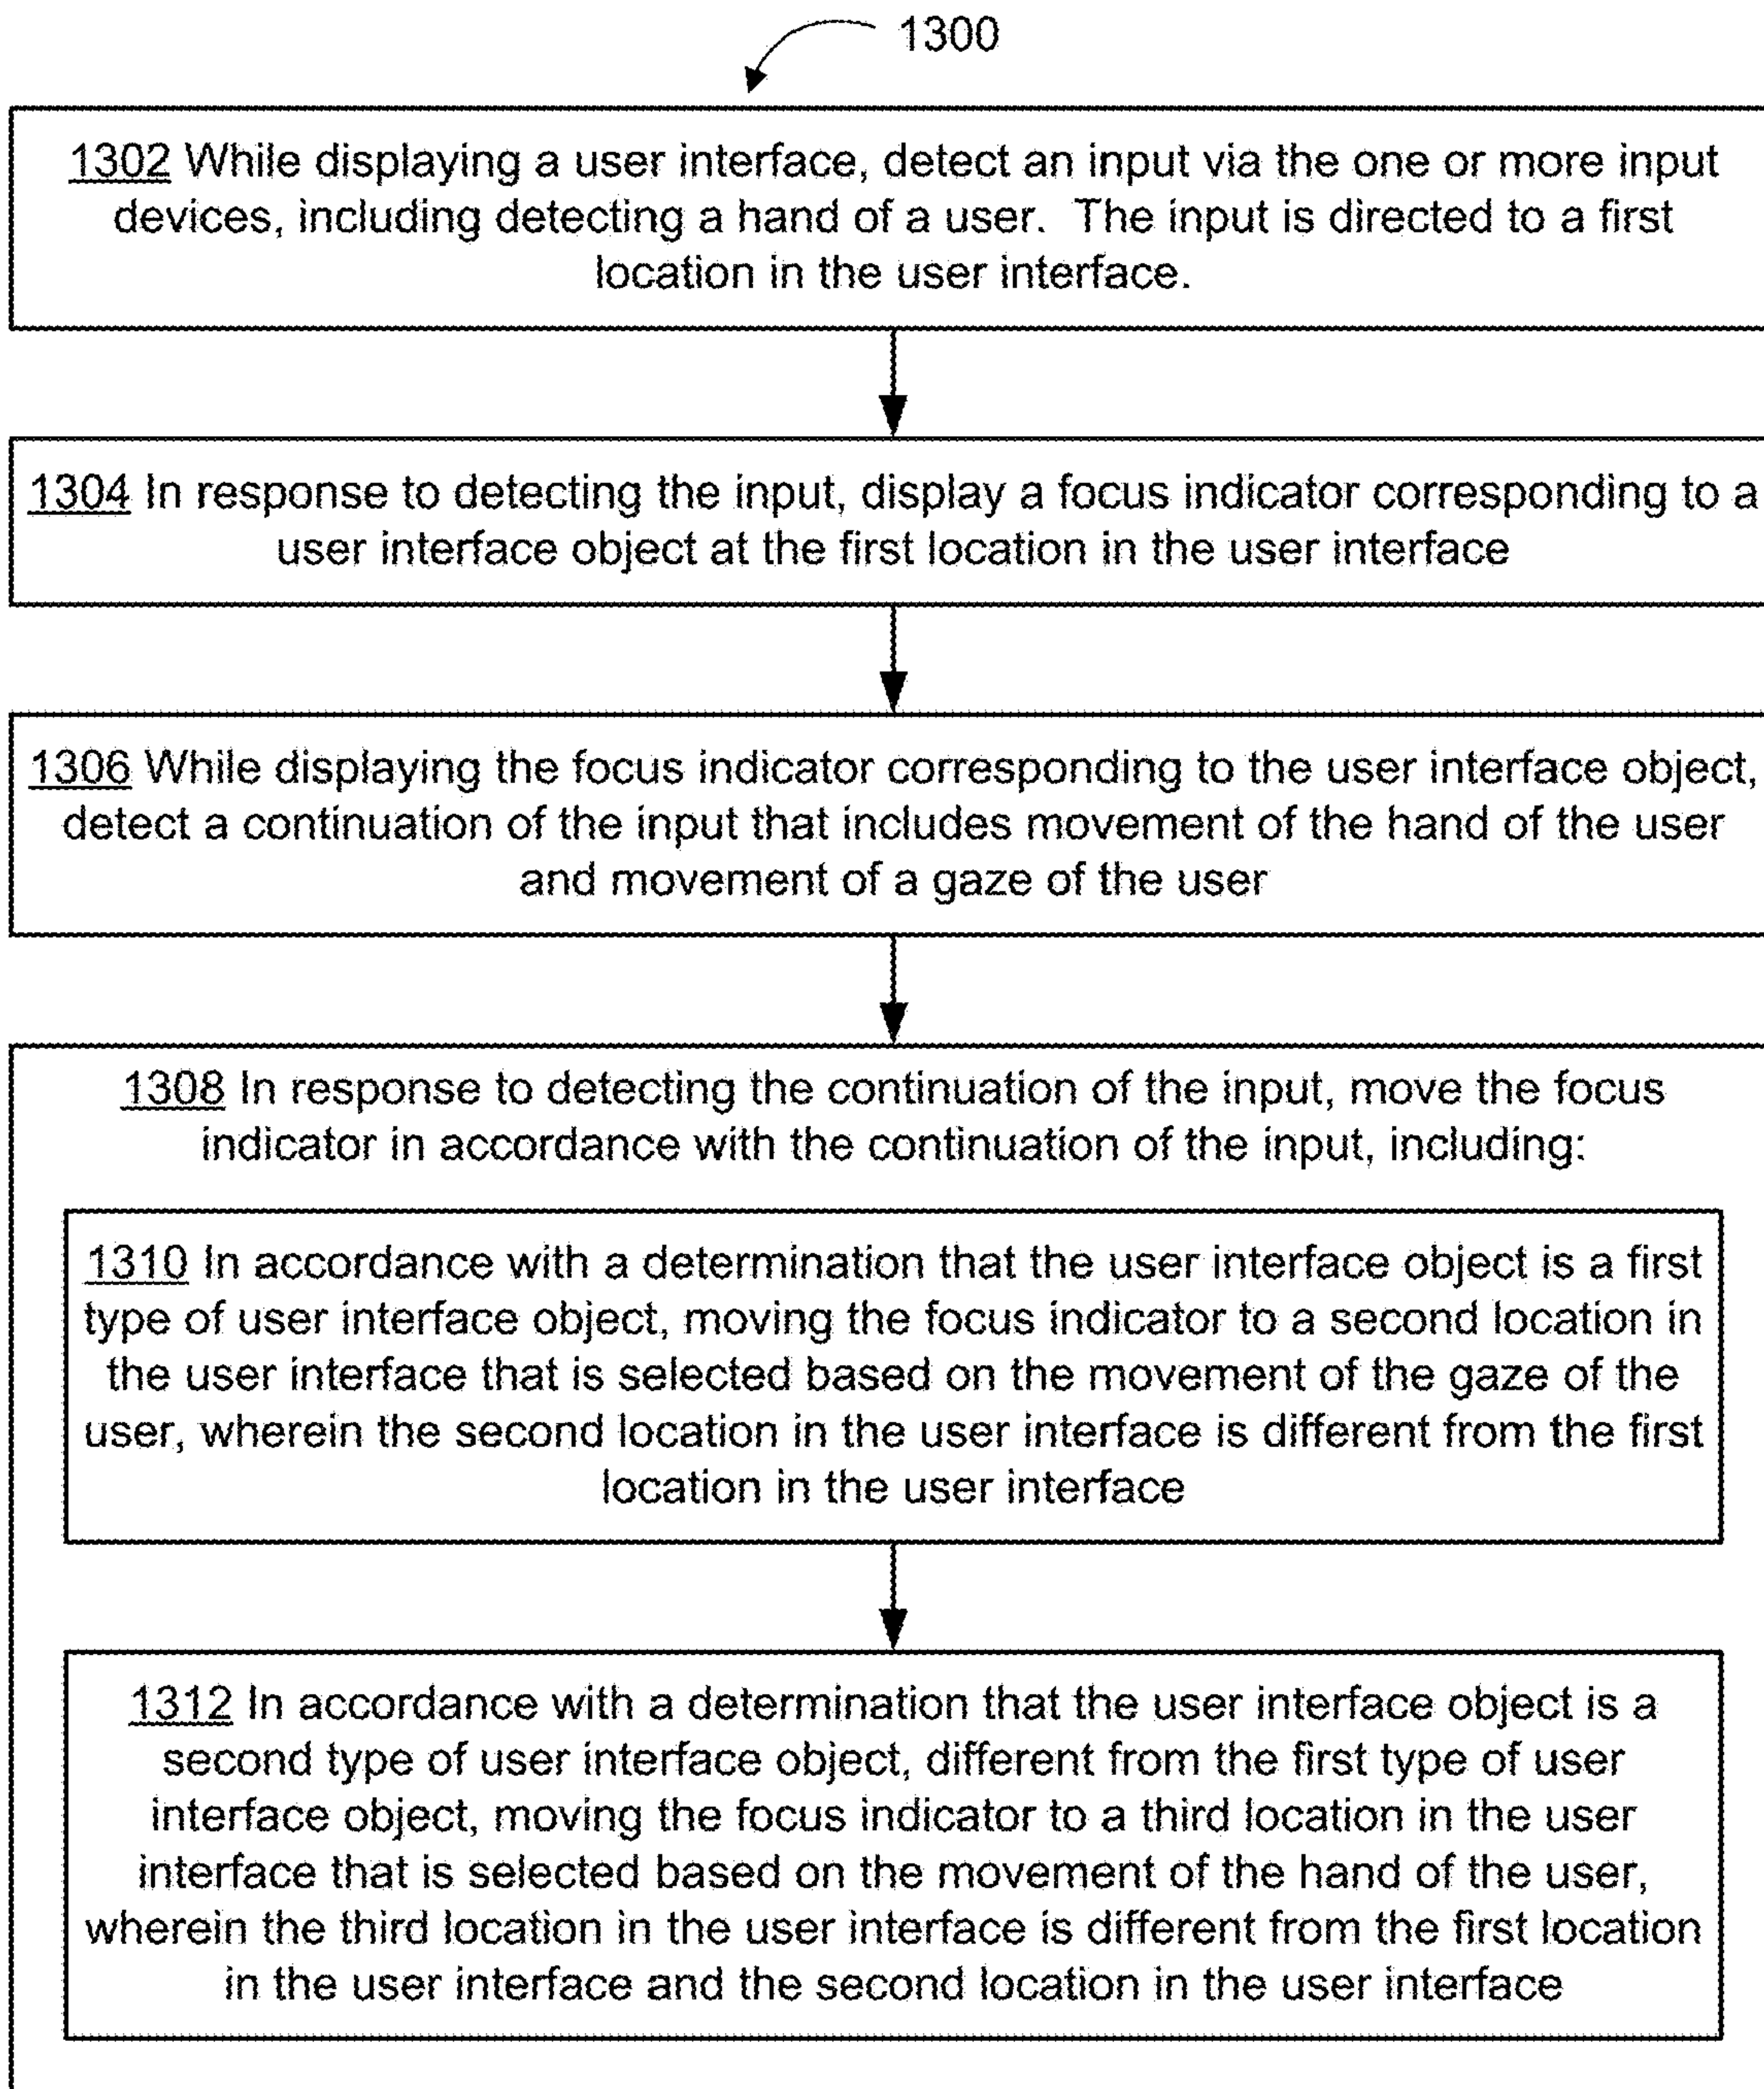 1300
1302 While displaying a user interface, detect an input via the one or more input
devices, including detecting a hand of a user. The input is directed to a first
location in the user interface.
1304 In response to detecting the input, display a focus indicator corresponding to a
user interface object at the first location in the user interface
1306 While displaying the focus indicator corresponding to the user interface object,
detect a continuation of the input that includes movement of the hand of the user
and movement of a gaze of the user
1308 In response to detecting the continuation of the input, move the focus
indicator in accordance with the continuation of the input, including:
1310 In accordance with a determination that the user interface object is a first
type of user interface object, moving the focus indicator to a second location in
the user interface that is selected based on the movement of the gaze of the
user, wherein the second location in the user interface is different from the first
location in the user interface
1312 In accordance with a determination that the user interface object is a
second type of user interface object, different from the first type of user
interface object, moving the focus indicator to a third location in the user
interface that is selected based on the movement of the hand of the user,
wherein the third location in the user interface is different from the first location
in the user interface and the second location in the user interface